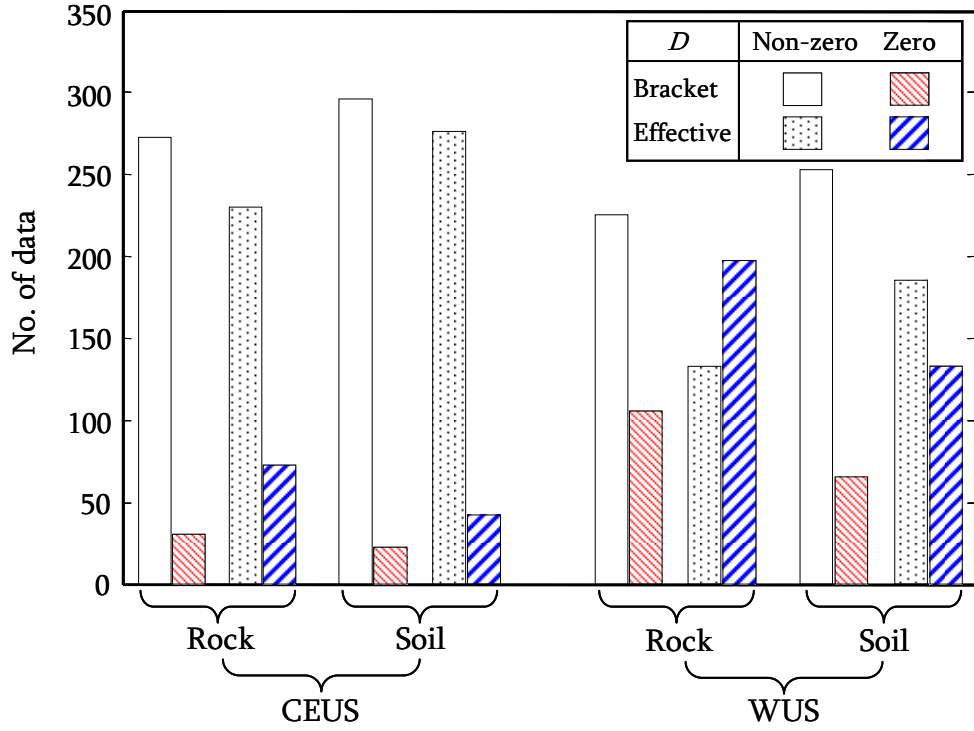 350
300
250
200
150
100
50
0
No. of data
D Non-zero Zero
Bracket
Effective
Rock Soil Rock Soil
CEUS WUS